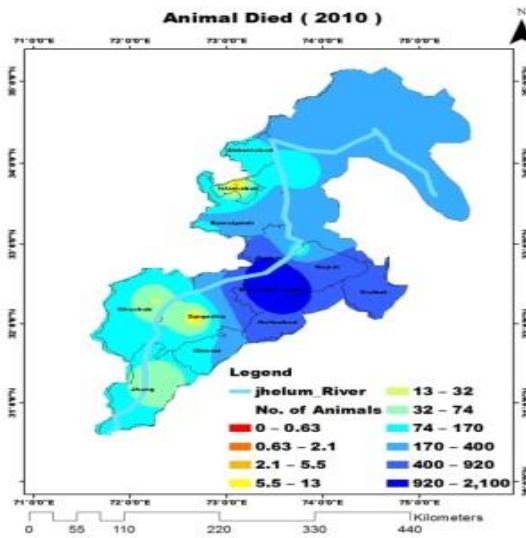 Animal Died ( 2010 )
N
71°0'0"E 72°0'0"E 73°0'0"E 74°0'0"E 75°0'0"E
Abbottabad
Islamabad
Rawalpindi
Gujrat
Sialkot
Khushab
Sargodha
Jhang
Legend
jhelum_River
No. of Animals
0 – 0.63
0.63 – 2.1
2.1 – 5.5
5.5 – 13
13 – 32
32 – 74
74 – 170
170 – 400
400 – 920
920 – 2,100
71°0'0"E 72°0'0"E 73°0'0"E 74°0'0"E 75°0'0"E
Kilometers
0 55 110 220 330 440